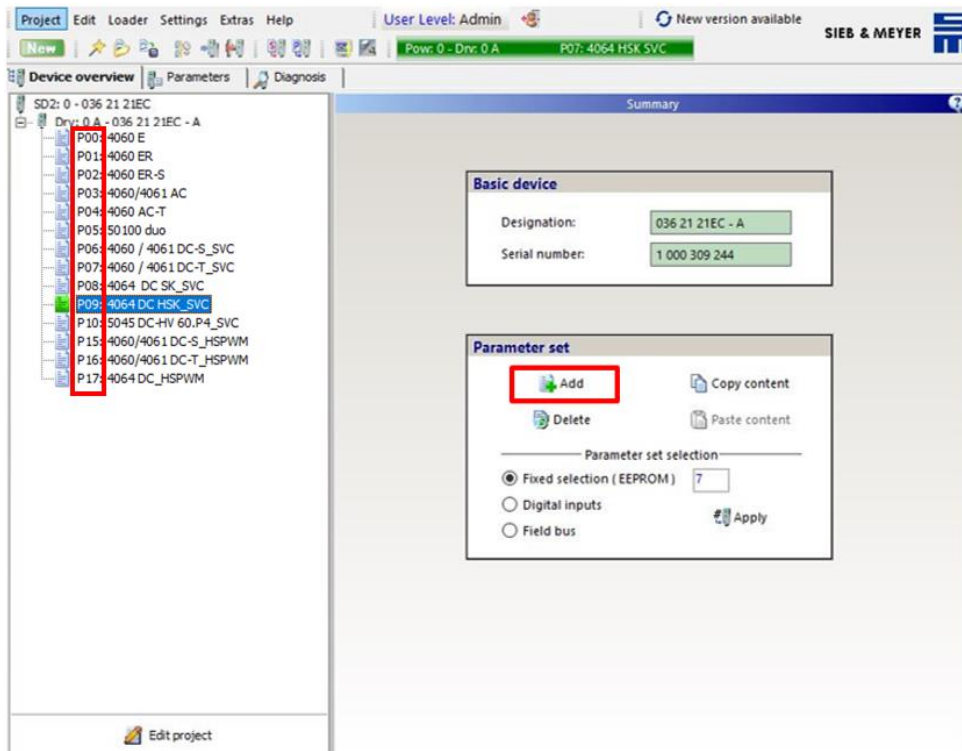 Project Edit Loader Settings Extras Help
User Level: Admin
New version available
SIEB & MEYER
New
Pow: 0 - Drv: 0 A P07: 4064 HSK SVC
Device overview Parameters Diagnosis
SD2: 0 - 036 21 21EC
Drv: 0 A - 036 21 21EC - A
P00: 4060 E
P01: 4060 ER
P02: 4060 ER-S
P03: 4060/4061 AC
P04: 4060 AC-T
P05: 50100 duo
P06: 4060 / 4061 DC-S_SVC
P07: 4060 / 4061 DC-T_SVC
P08: 4064 DC SK_SVC
P09: 4064 DC HSK_SVC
P10: 5045 DC-HV 60.P4_SVC
P15: 4060/4061 DC-S_HSPWM
P16: 4060/4061 DC-T_HSPWM
P17: 4064 DC_HSPWM
Edit project
Summary
?
Basic device
Designation: 036 21 21EC - A
Serial number: 1 000 309 244
Parameter set
Add Copy content
Delete Paste content
Parameter set selection
Fixed selection ( EEPROM ) 7
Digital inputs
Apply
Field bus